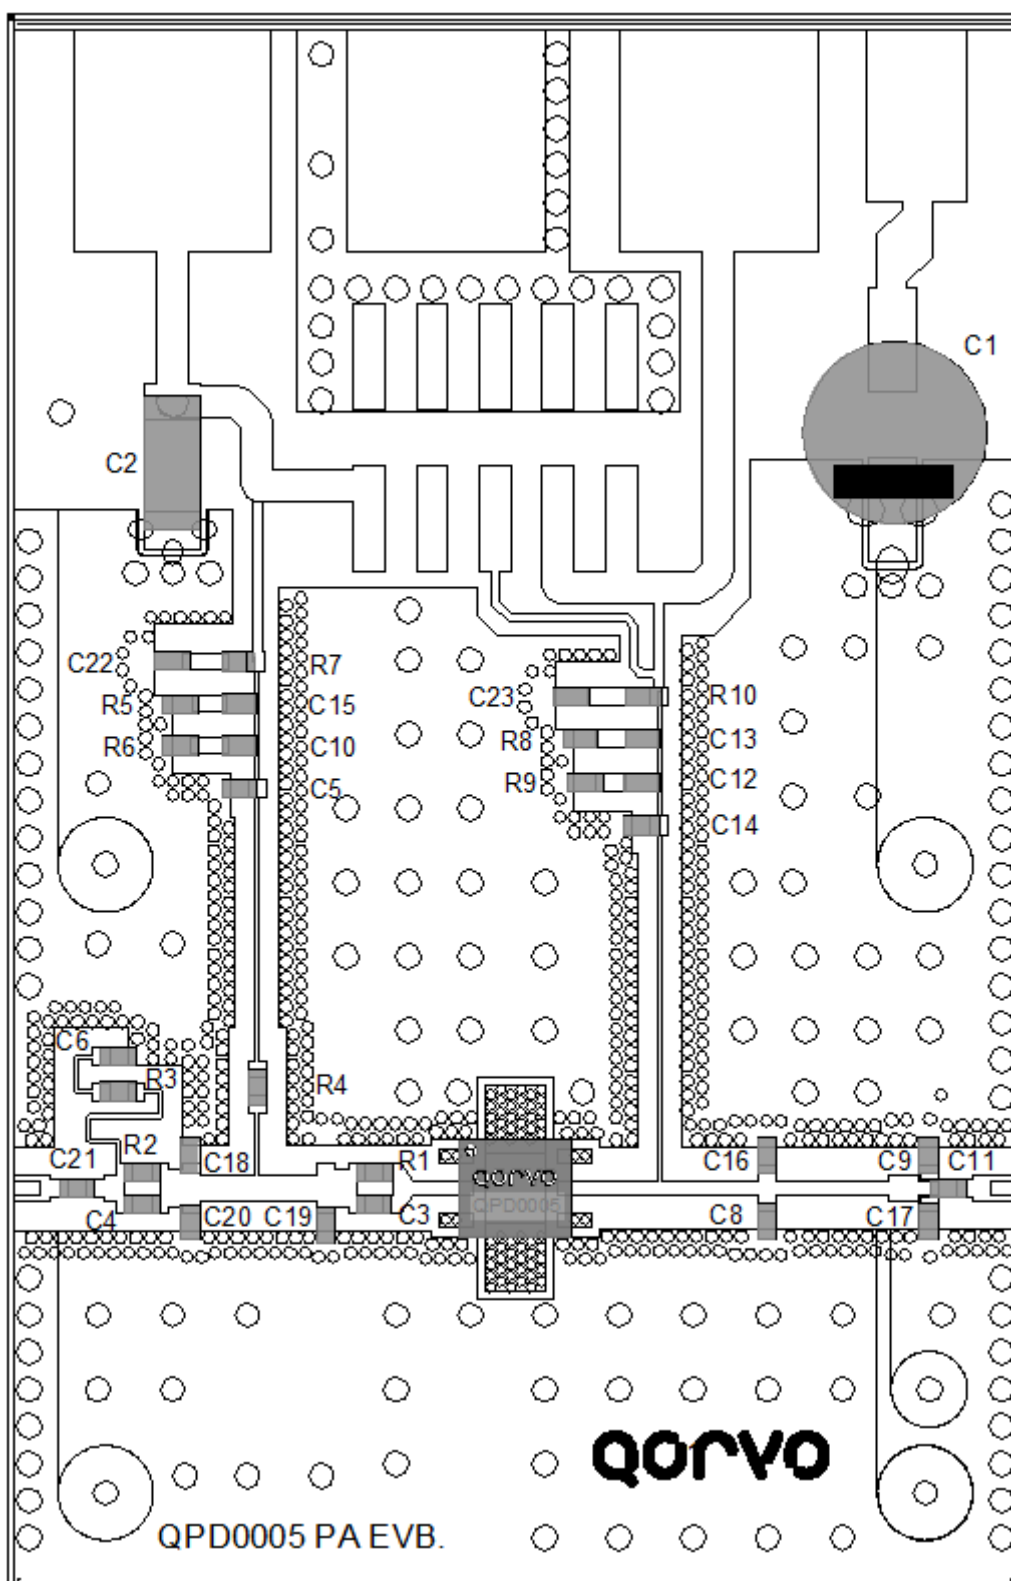 C1
C2
C22
R7
C23
R10
R5
C15
R8
C13
R6
C10
R9
C12
C5
C14
C6
R3
R4
R2
C21
C18
R1
C16
C9
C11
qorvo
QPD0005
C4
C20
C19
C3
C8
C17
qorvo
QPD0005 PA EVB.